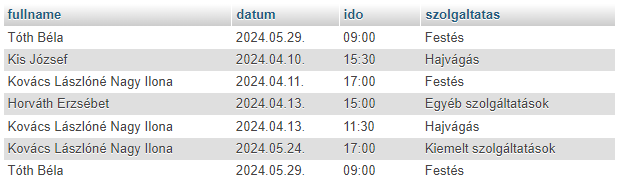 fullname datum ido szolgaltatas
Tóth Béla 2024.05.29. 09:00 Festés
Kis József 2024.04.10. 15:30 Hajvágás
Kovács Lászlóné Nagy Ilona 2024.04.11. 17:00 Festés
Horváth Erzsébet 2024.04.13. 15:00 Egyéb szolgáltatások
Kovács Lászlóné Nagy Ilona 2024.04.13. 11:30 Hajvágás
Kovács Lászlóné Nagy Ilona 2024.05.24. 17:00 Kiemelt szolgáltatások
Tóth Béla 2024.05.29. 09:00 Festés